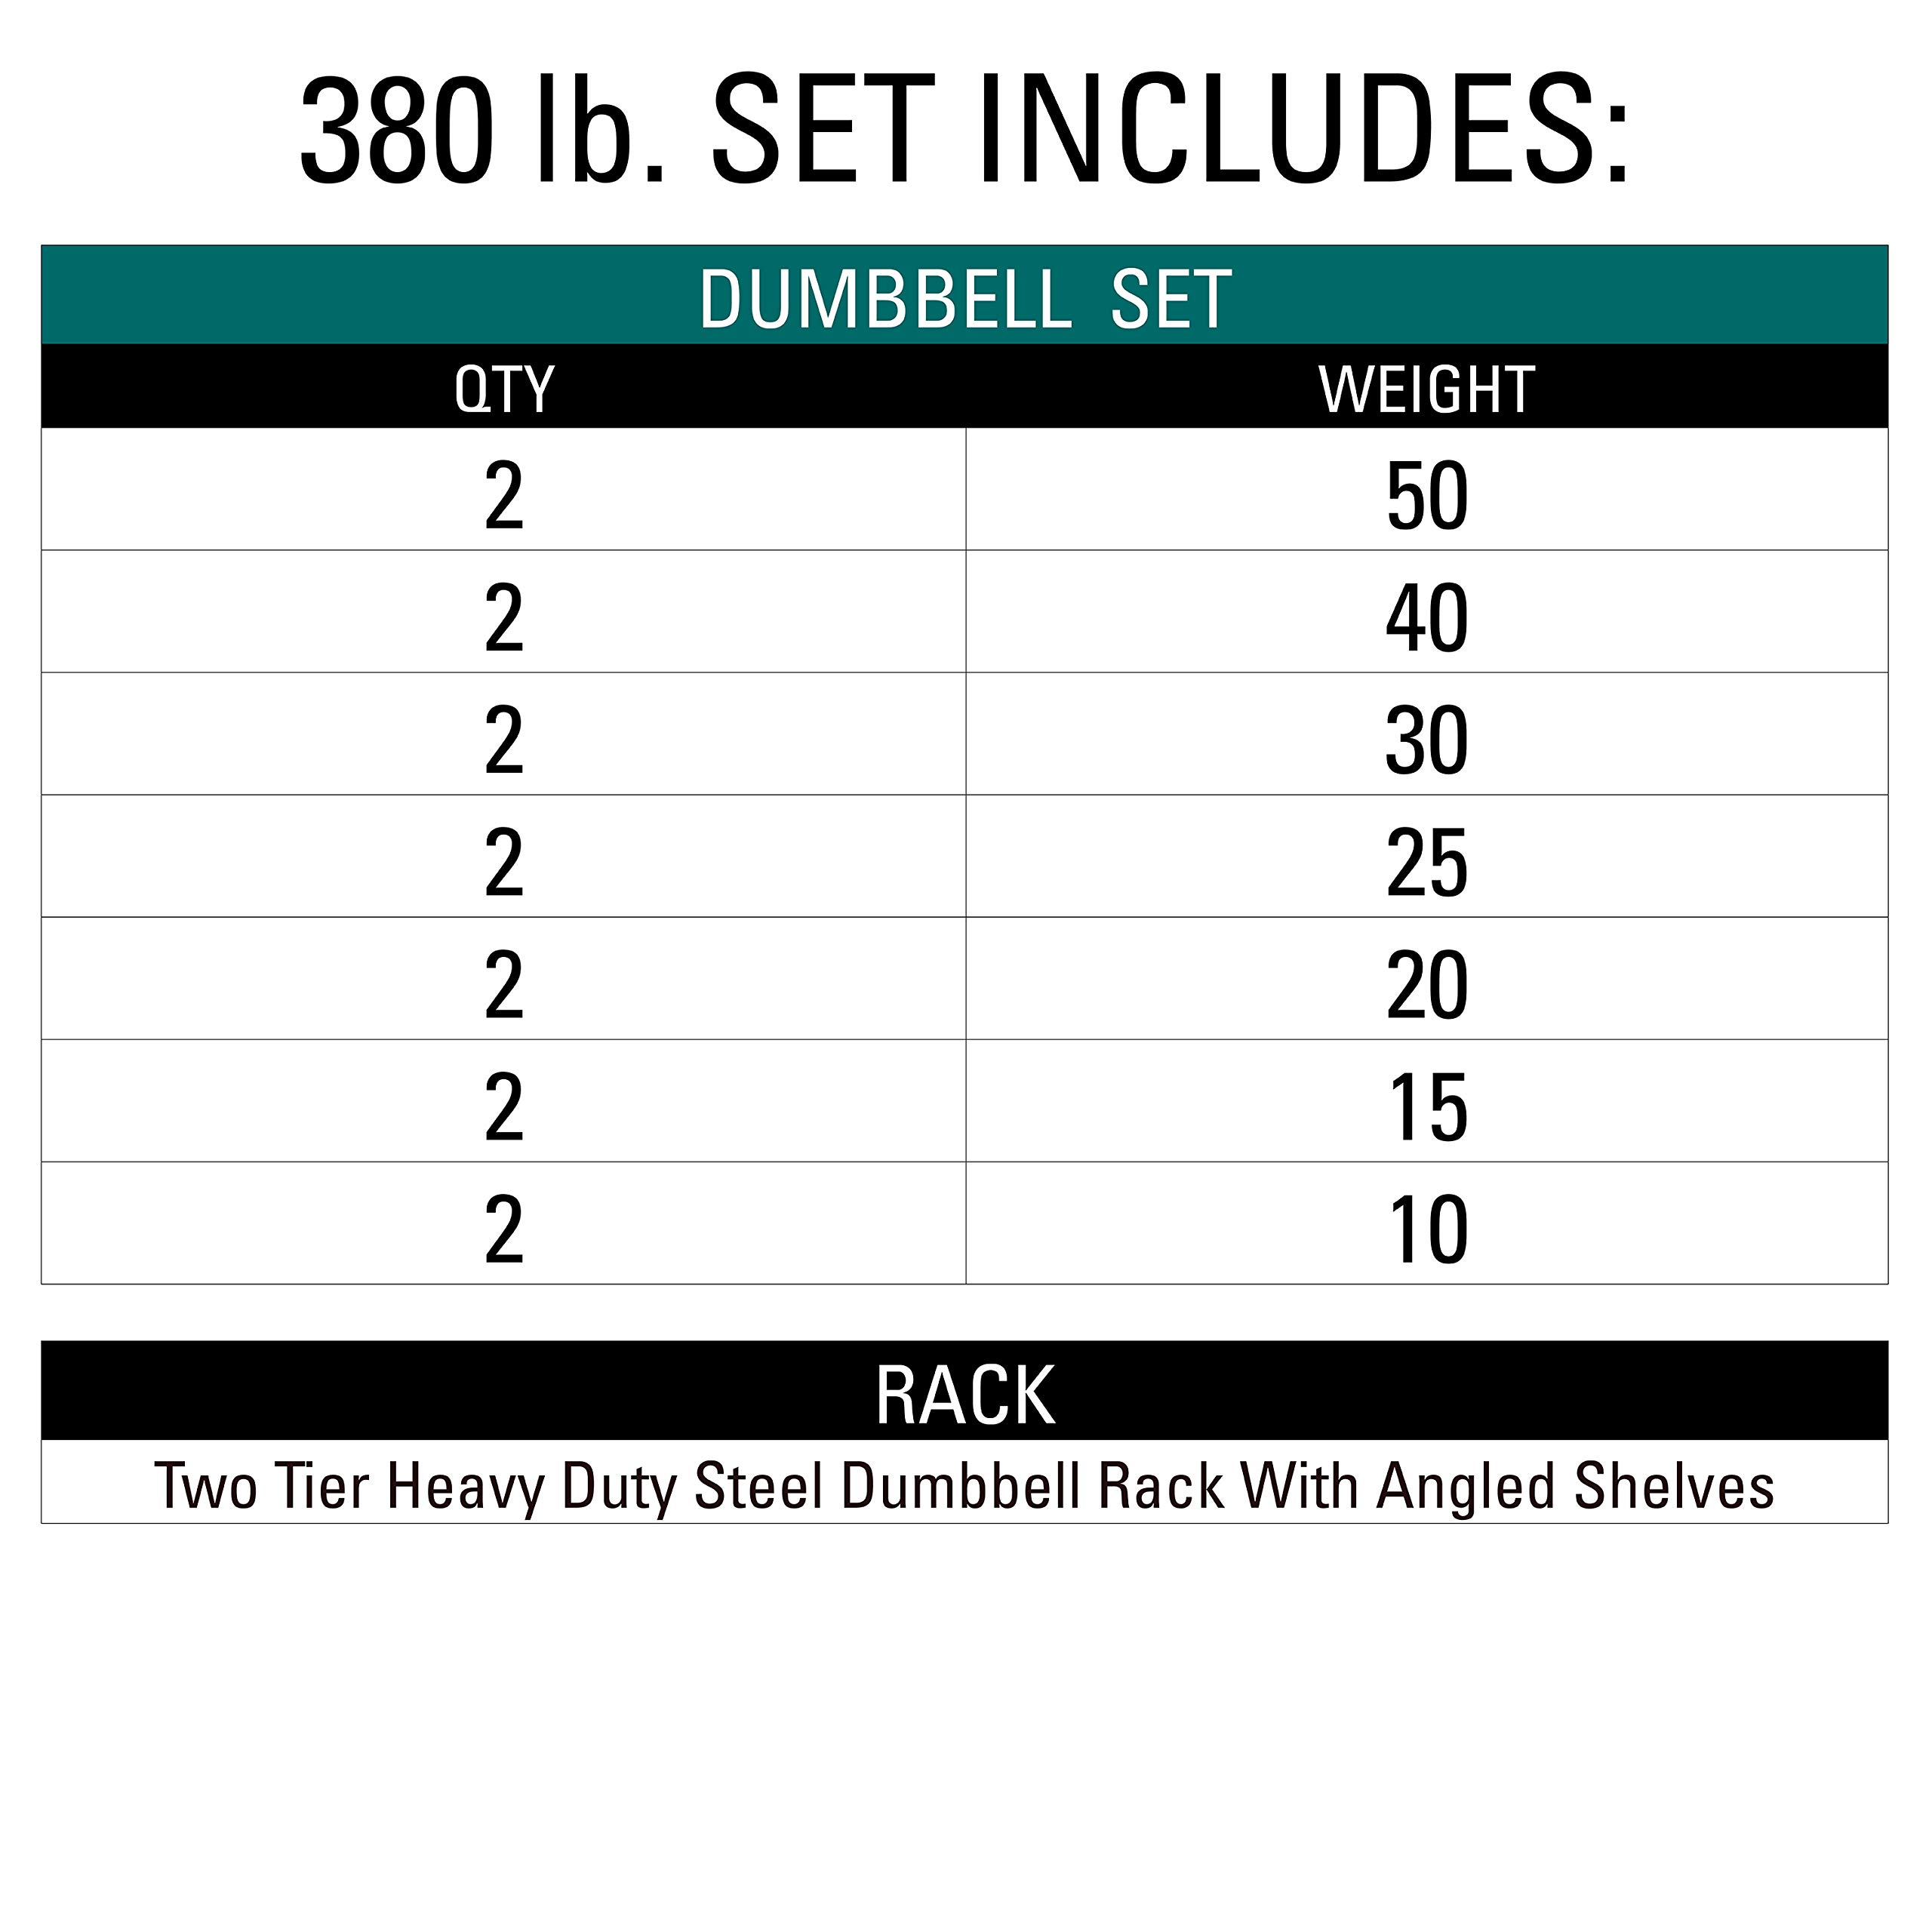 380 lb. SET INCLUDES:
DUMBBELL SET
QTY WEIGHT
2 50
2 40
2 30
2 25
2 20
2 15
2 10
RACK
Two Tier Heavy Duty Steel Dumbbell Rack With Angled Shelves